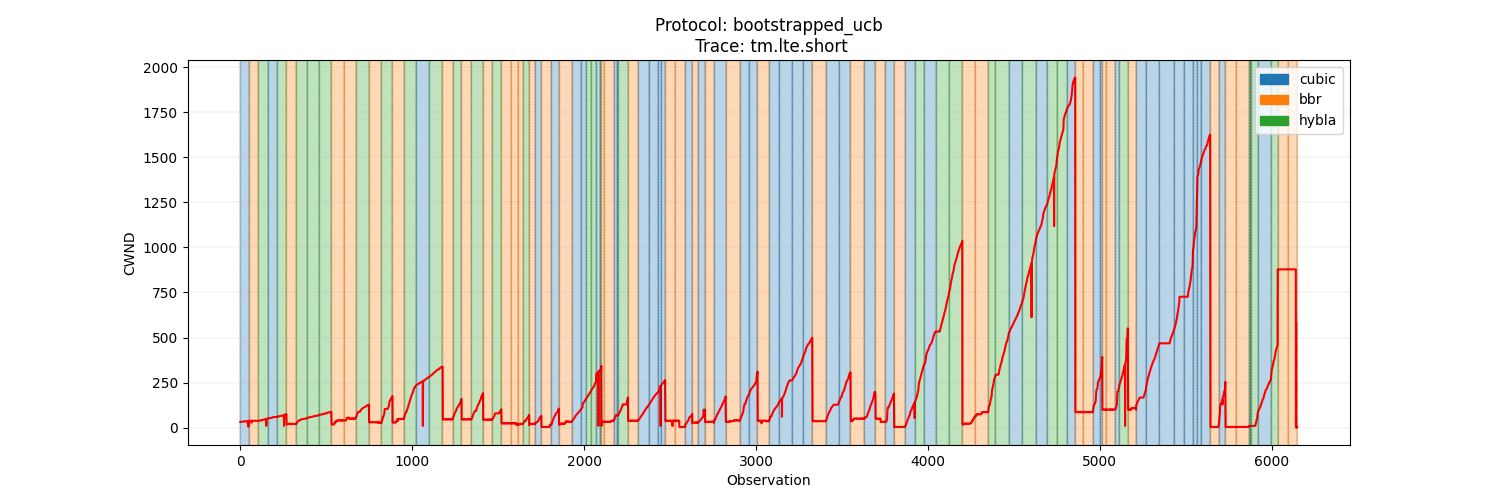 Protocol: bootstrapped_ucb
Trace: tm.lte.short
2000
1750
1500
1250
1000
750
500
250
0
CWND
cubic
bbr
hybla
0
1000
2000
3000
4000
5000
6000
Observation